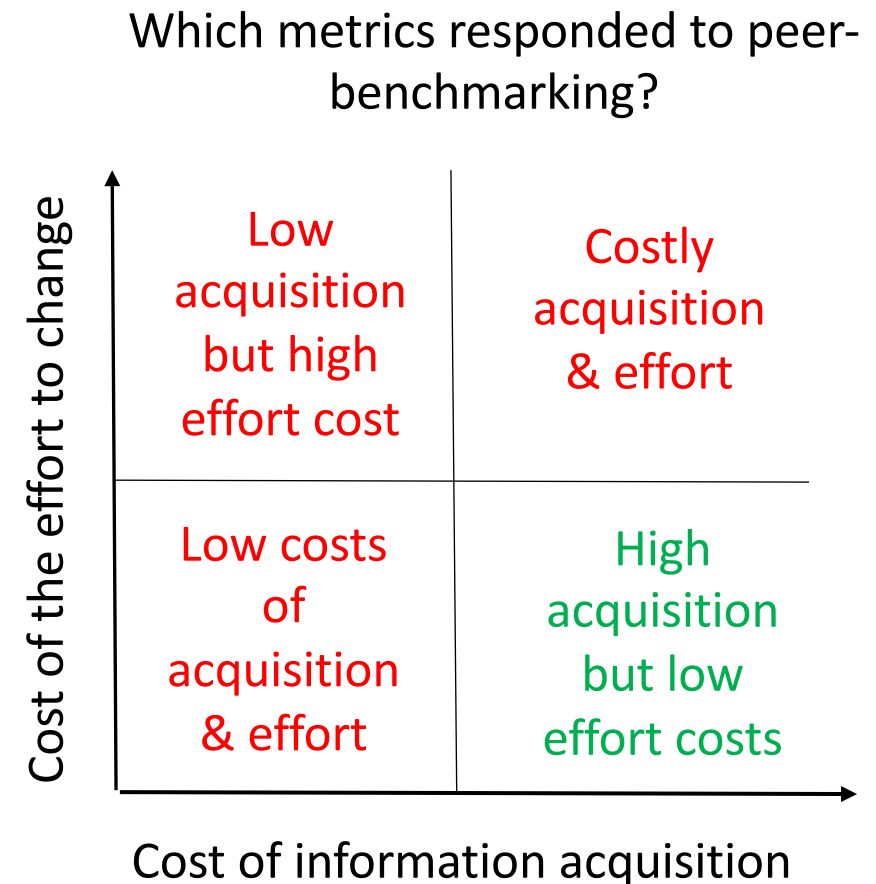 Which metrics responded to peer-
benchmarking?
Cost of the effort to change
Low
acquisition
but high
effort cost
Costly
acquisition
& effort
Low costs
of
acquisition
& effort
High
acquisition
but low
effort costs
Cost of information acquisition